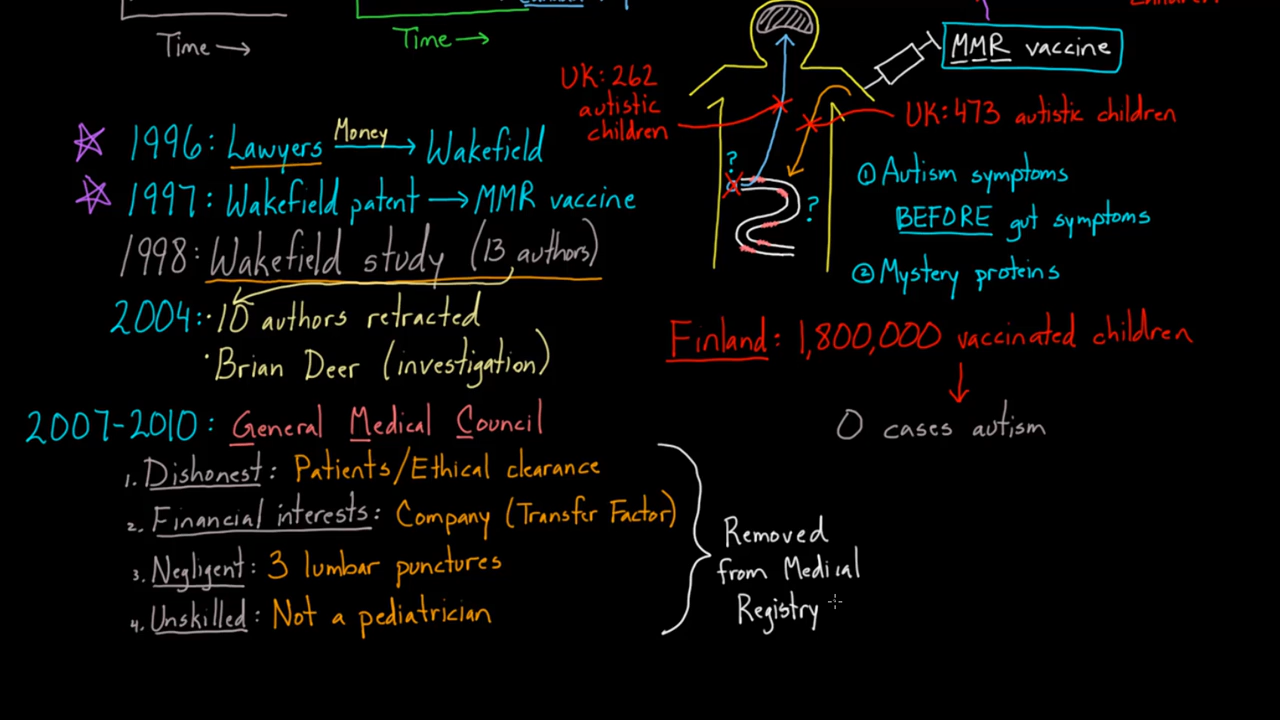 Time →
Time →
MMR vaccine
UK: 262
autistic
children
UK: 473 autistic children
1996: Lawyers Money → Wakefield
1997: Wakefield patent → MMR vaccine
1998: Wakefield study (13 authors)
2004: · 10 authors retracted
· Brian Deer (investigation)
?
?
① Autism symptoms
BEFORE gut symptoms
② Mystery proteins
Finland: 1,800,000 vaccinated children
0 cases autism
2007-2010: General Medical Council
1. Dishonest: Patients/Ethical clearance
2. Financial interests: Company (Transfer Factor)
3. Negligent: 3 lumbar punctures
4. Unskilled: Not a pediatrician
Removed
from Medical
Registry